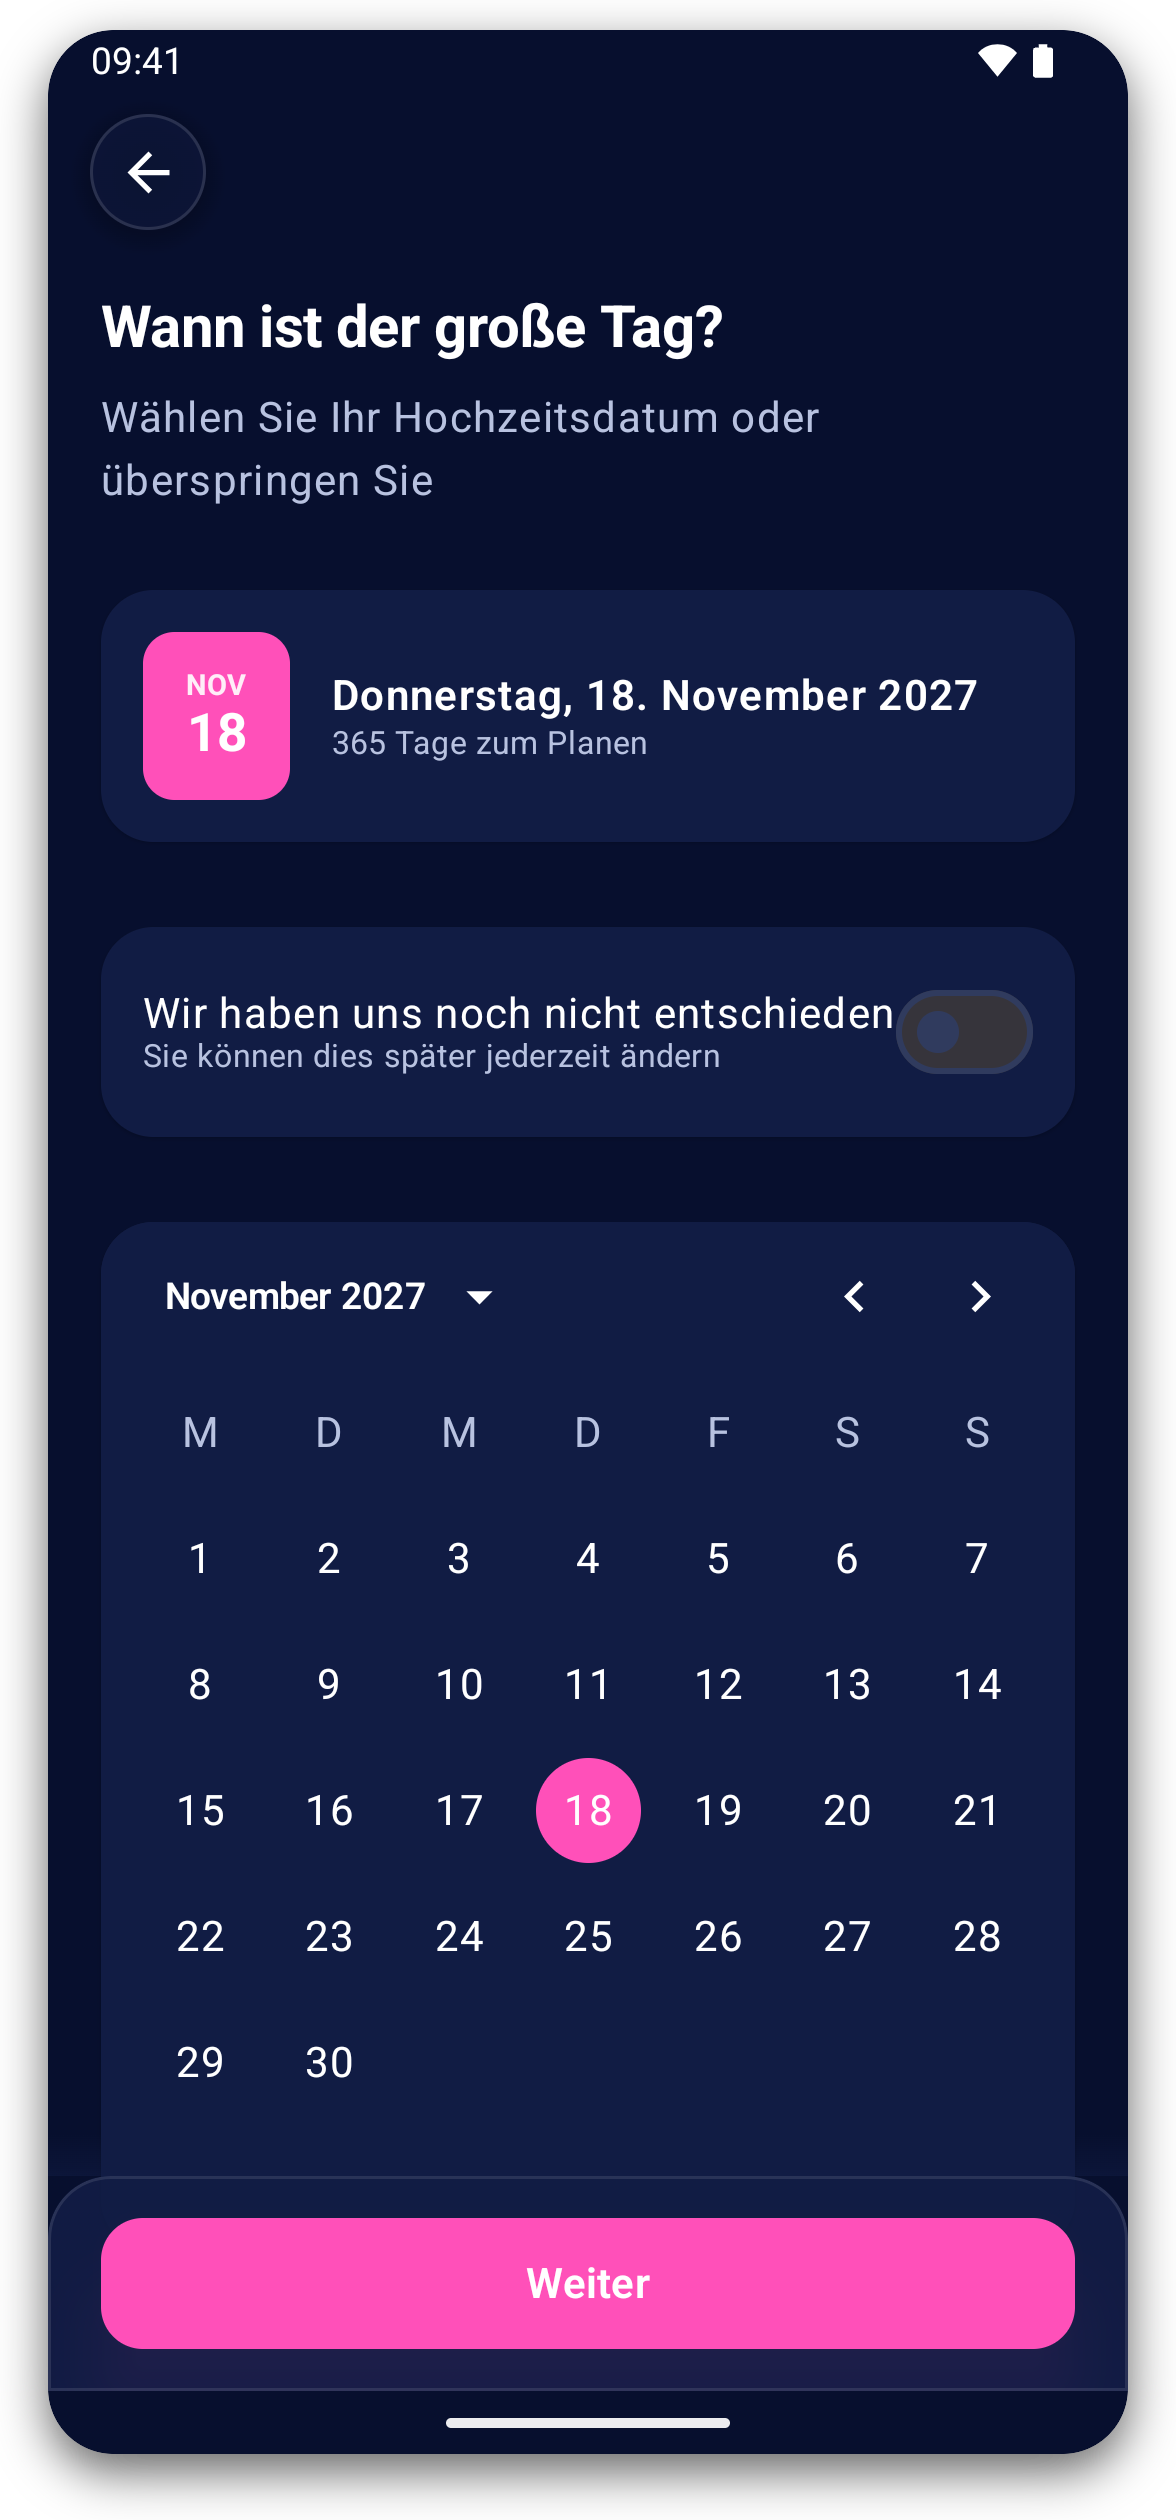 09:41
Wann ist der große Tag?
Wählen Sie Ihr Hochzeitsdatum oder
überspringen Sie
NOV
18
Donnerstag, 18. November 2027
365 Tage zum Planen
Wir haben uns noch nicht entschieden
Sie können dies später jederzeit ändern
November 2027
M D M D F S S
1 2 3 4 5 6 7
8 9 10 11 12 13 14
15 16 17 18 19 20 21
22 23 24 25 26 27 28
29 30
Weiter